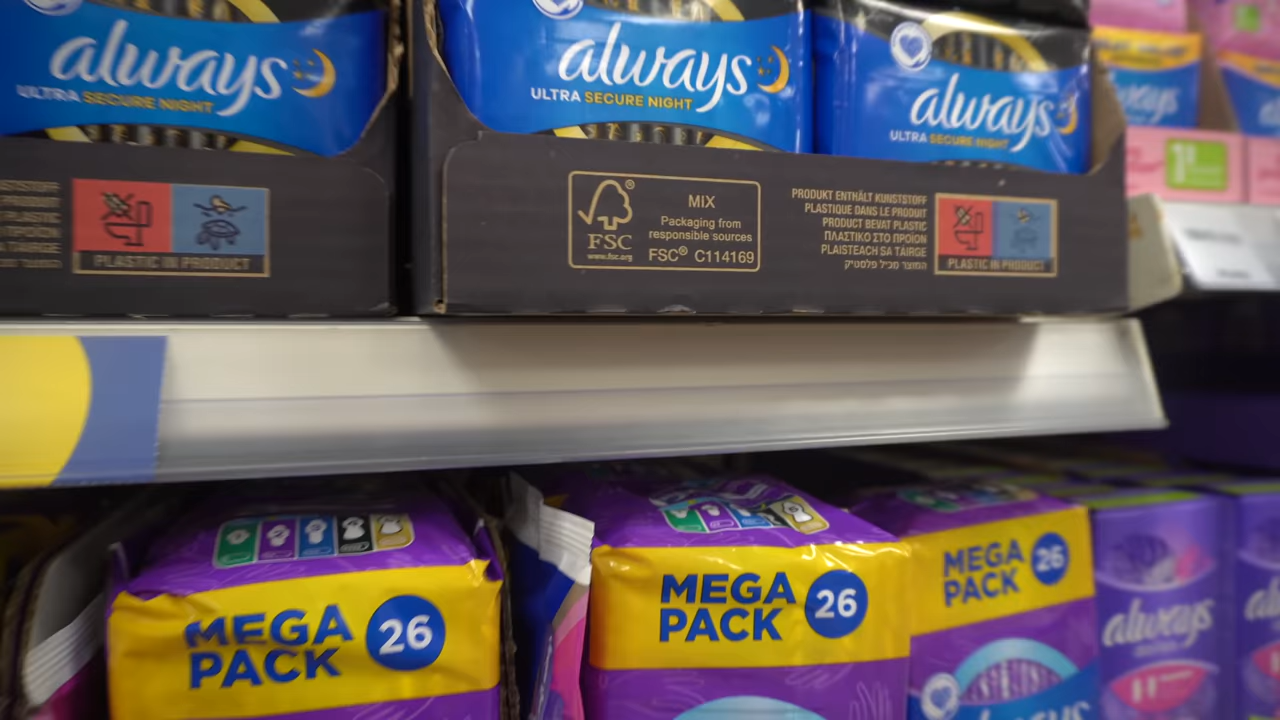 always
ULTRA SECURE NIGHT
always
ULTRA SECURE NIGHT
always
ULTRA SECURE NIGHT
always
PLASTIC IN PRODUCT
FSC®
www.fsc.org
MIX
Packaging from
responsible sources
FSC® C114169
PRODUKT ENTHÄLT KUNSTSTOFF
PLASTIQUE DANS LE PRODUIT
PRODUCT BEVAT PLASTIC
ΠΛΑΣΤΙΚΟ ΣΤΟ ΠΡΟΪΟΝ
PLAISTEACH SA TÁIRGE
המוצר מכיל פלסטיק
PLASTIC IN PRODUCT
MEGA
PACK
26
MEGA
PACK
26
MEGA
PACK
26
always
always